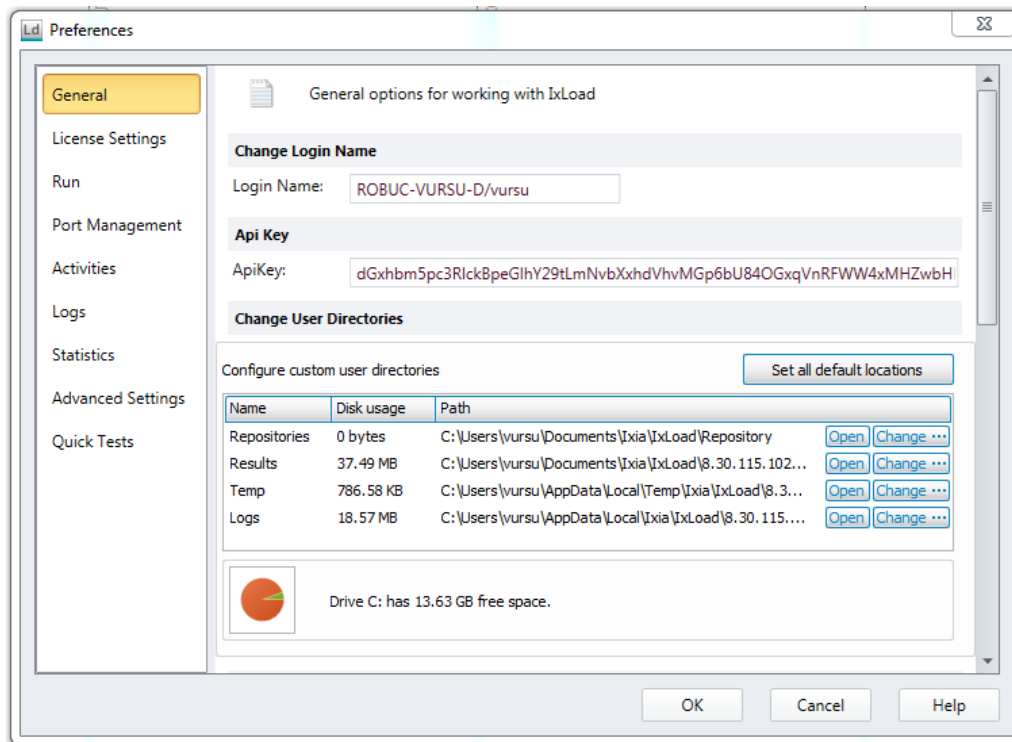 Ld Preferences
General
License Settings
Run
Port Management
Activities
Logs
Statistics
Advanced Settings
Quick Tests
General options for working with IxLoad
Change Login Name
Login Name: ROBUC-VURSU-D/vursu
Api Key
ApiKey:
Change User Directories
Configure custom user directories Set all default locations
Name Disk usage Path
Repositories 0 bytes C:\Users\vursu\Documents\Ixia\IxLoad\Repository Open Change ...
Results 37.49 MB C:\Users\vursu\Documents\Ixia\IxLoad\8.30.115.102... Open Change ...
Temp 786.58 KB C:\Users\vursu\AppData\Local\Temp\Ixia\IxLoad\8.3... Open Change ...
Logs 18.57 MB C:\Users\vursu\AppData\Local\Ixia\IxLoad\8.30.115.... Open Change ...
Drive C: has 13.63 GB free space.
OK Cancel Help